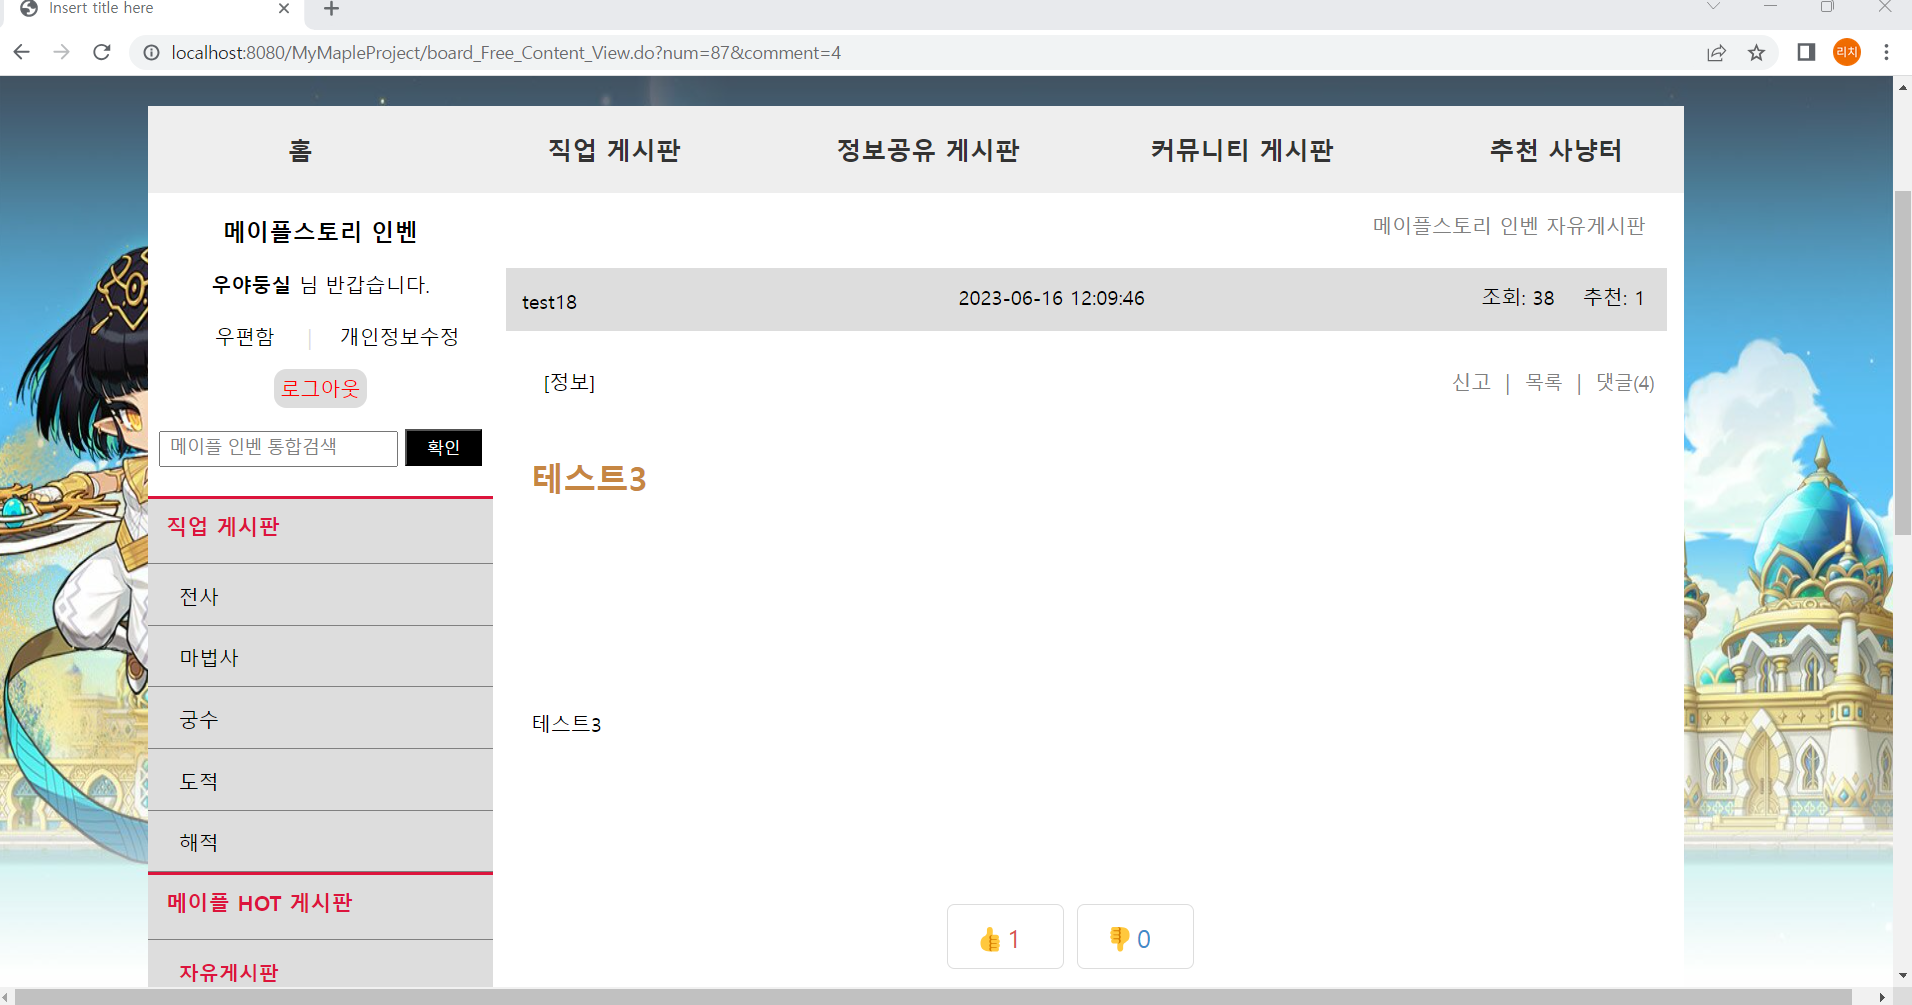 Insert title here
localhost:8080/MyMapleProject/board_Free_Content_View.do?num=87&comment=4
리치
홈 직업 게시판 정보공유 게시판 커뮤니티 게시판 추천 사냥터
메이플스토리 인벤
우야둥실 님 반갑습니다.
우편함 | 개인정보수정
로그아웃
메이플 인벤 통합검색 확인
직업 게시판
전사
마법사
궁수
도적
해적
메이플 HOT 게시판
자유게시판
메이플스토리 인벤 자유게시판
test18 2023-06-16 12:09:46 조회: 38 추천: 1
[정보] 신고 | 목록 | 댓글(4)
테스트3
테스트3
👍 1 👎 0